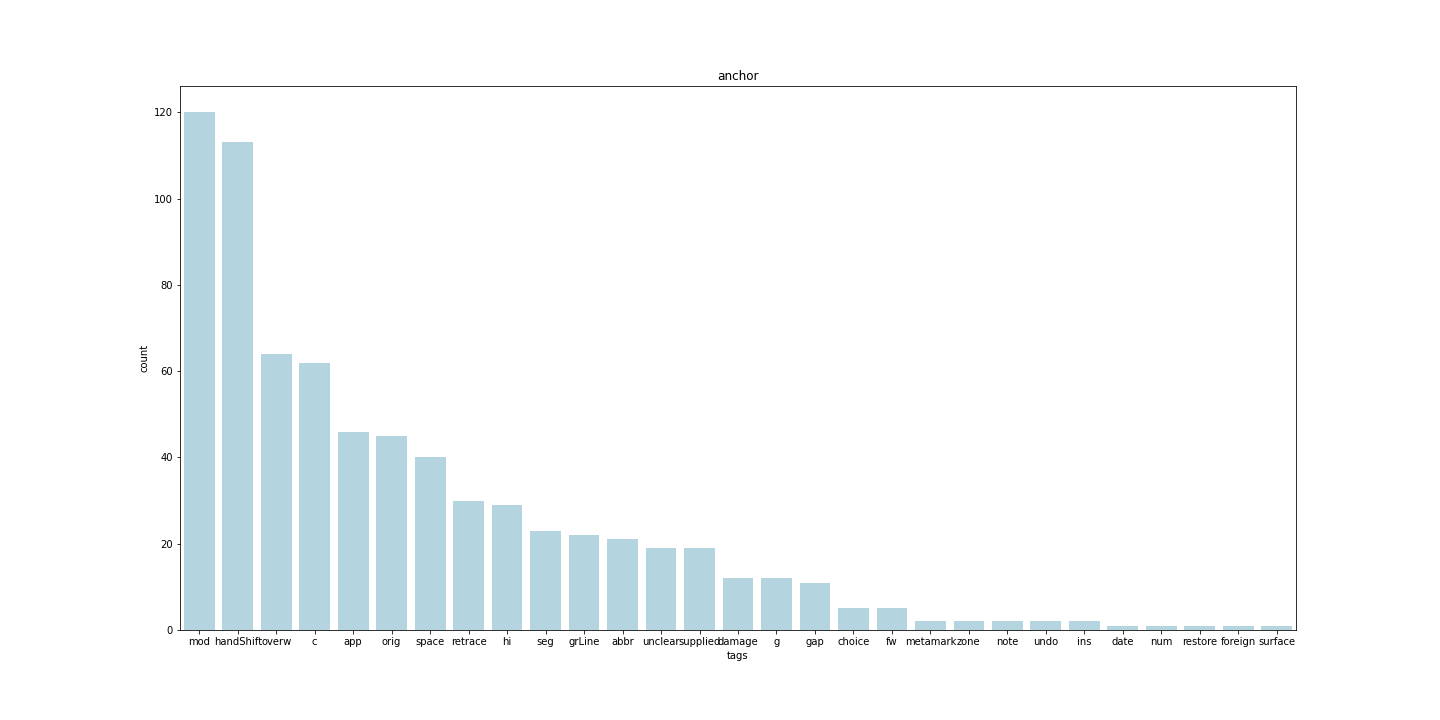 anchor
120
100
80
60
40
20
0
count
mod handShift overw c app orig space retrace hi seg grLine abbr unclear supplied damage g gap choice fw metamark zone note undo ins date num restore foreign surface
tags